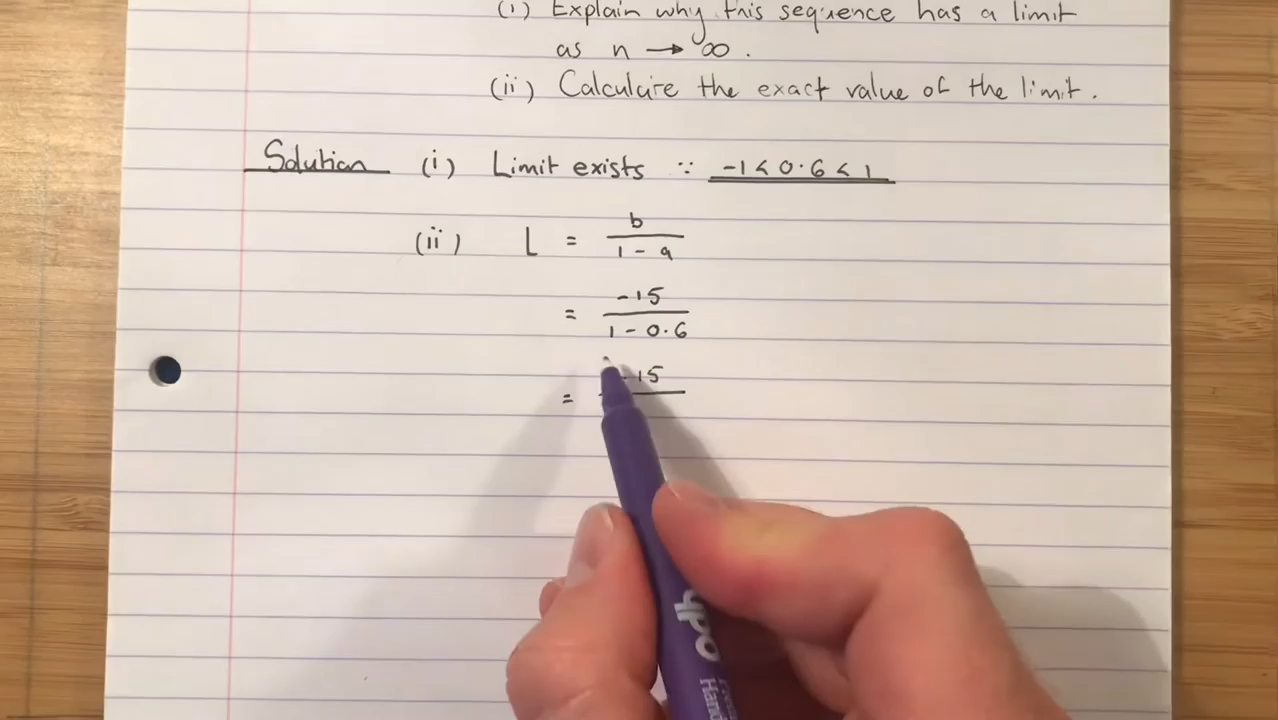 (i) Explain why this sequence has a limit
as n → ∞.
(ii) Calculate the exact value of the limit.
Solution (i) Limit exists ∵ -1 < 0.6 < 1
(ii) L = b / 1 - a
= -15 / 1 - 0.6
= -15